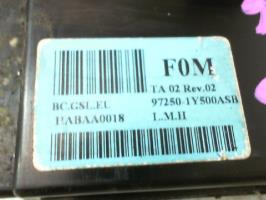 F0M
TA 02 Rev.02
BC.GSL.EU 97250-1Y500ASB
HABAA0018 L.M.H